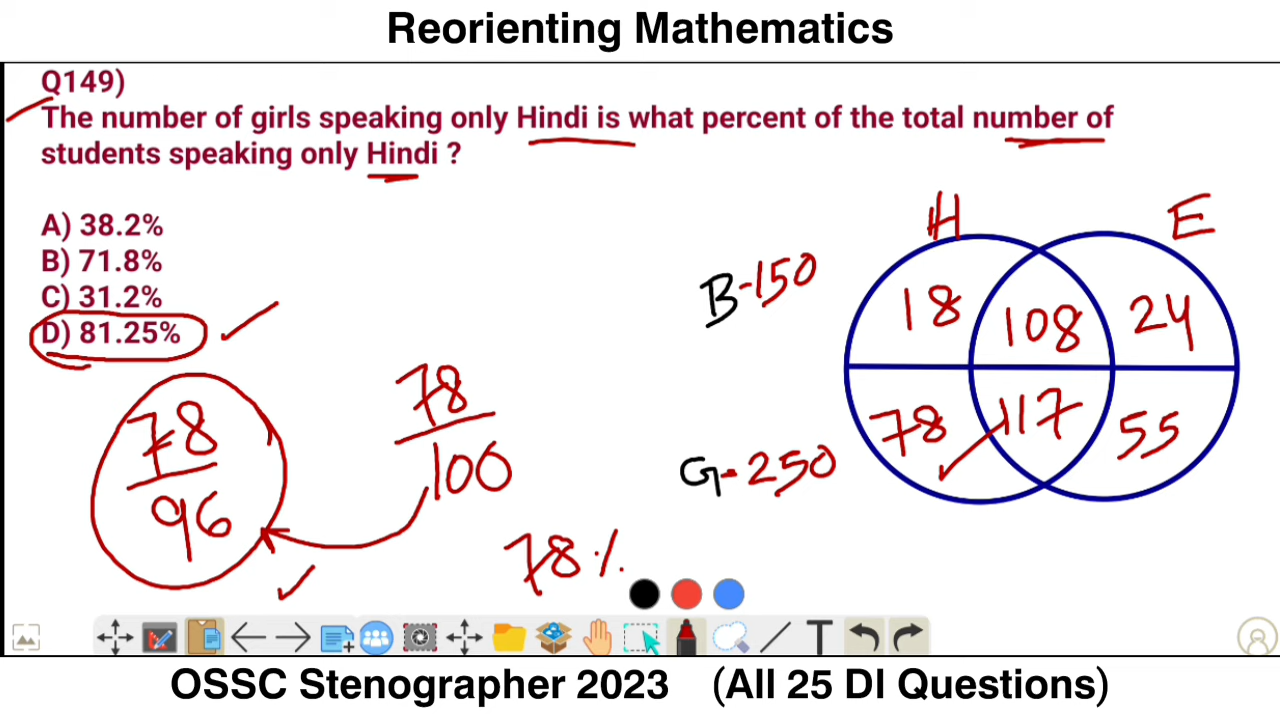 Reorienting Mathematics
Q149)
The number of girls speaking only Hindi is what percent of the total number of
students speaking only Hindi ?
A) 38.2%
B) 71.8%
C) 31.2%
D) 81.25%
78
96
78
100
78%
H
E
B-150
18
108
24
G-250
78
117
55
T
OSSC Stenographer 2023 (All 25 DI Questions)